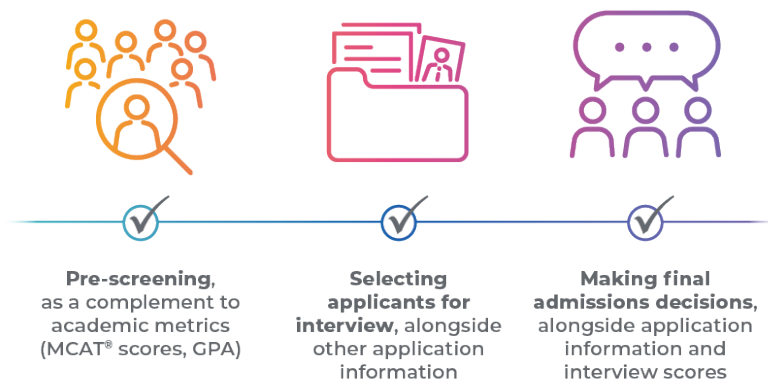 Pre-screening,
as a complement to
academic metrics
(MCAT® scores, GPA)
Selecting
applicants for
interview, alongside
other application
information
Making final
admissions decisions,
alongside application
information and
interview scores